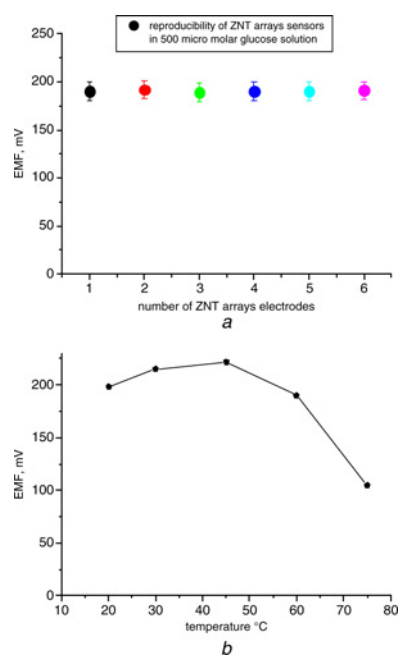 reproducibility of ZNT arrays sensors
in 500 micro molar glucose solution
250
200
150
100
50
0
EMF, mV
1 2 3 4 5 6
number of ZNT arrays electrodes
a
200
150
100
50
0
EMF, mV
10 20 30 40 50 60 70 80
temperature °C
b